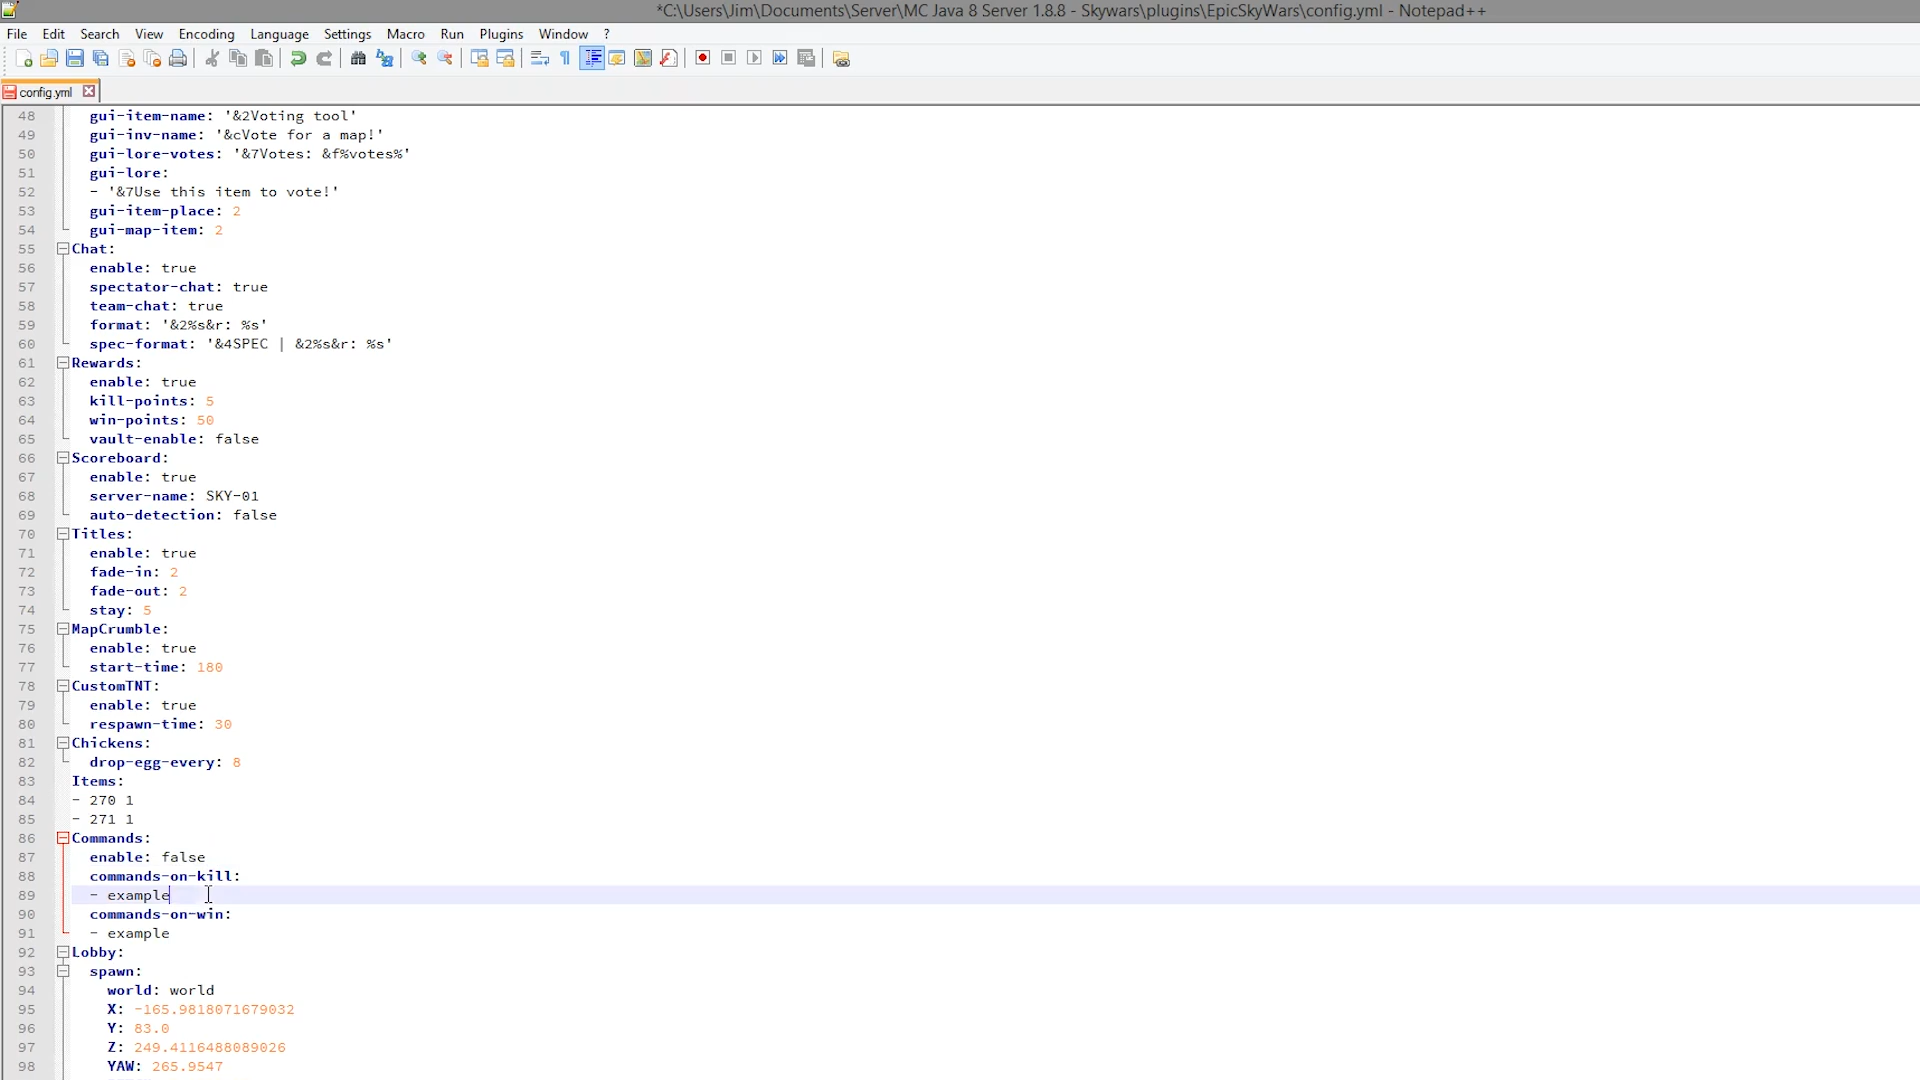 *C:\Users\Jim\Documents\Server\MC Java 8 Server 1.8.8 - Skywars\plugins\EpicSkyWars\config.yml - Notepad++
File Edit Search View Encoding Language Settings Macro Run Plugins Window ?
config.yml
48 gui-item-name: '&2Voting tool'
49 gui-inv-name: '&cVote for a map!'
50 gui-lore-votes: '&7Votes: &f%votes%'
51 gui-lore:
52 - '&7Use this item to vote!'
53 gui-item-place: 2
54 gui-map-item: 2
55 Chat:
56 enable: true
57 spectator-chat: true
58 team-chat: true
59 format: '&2%s&r: %s'
60 spec-format: '&4SPEC | &2%s&r: %s'
61 Rewards:
62 enable: true
63 kill-points: 5
64 win-points: 50
65 vault-enable: false
66 Scoreboard:
67 enable: true
68 server-name: SKY-01
69 auto-detection: false
70 Titles:
71 enable: true
72 fade-in: 2
73 fade-out: 2
74 stay: 5
75 MapCrumble:
76 enable: true
77 start-time: 180
78 CustomTNT:
79 enable: true
80 respawn-time: 30
81 Chickens:
82 drop-egg-every: 8
83 Items:
84 - 270 1
85 - 271 1
86 Commands:
87 enable: false
88 commands-on-kill:
89 - example
90 commands-on-win:
91 - example
92 Lobby:
93 spawn:
94 world: world
95 X: -165.9818071679032
96 Y: 83.0
97 Z: 249.4116488089026
98 YAW: 265.9547